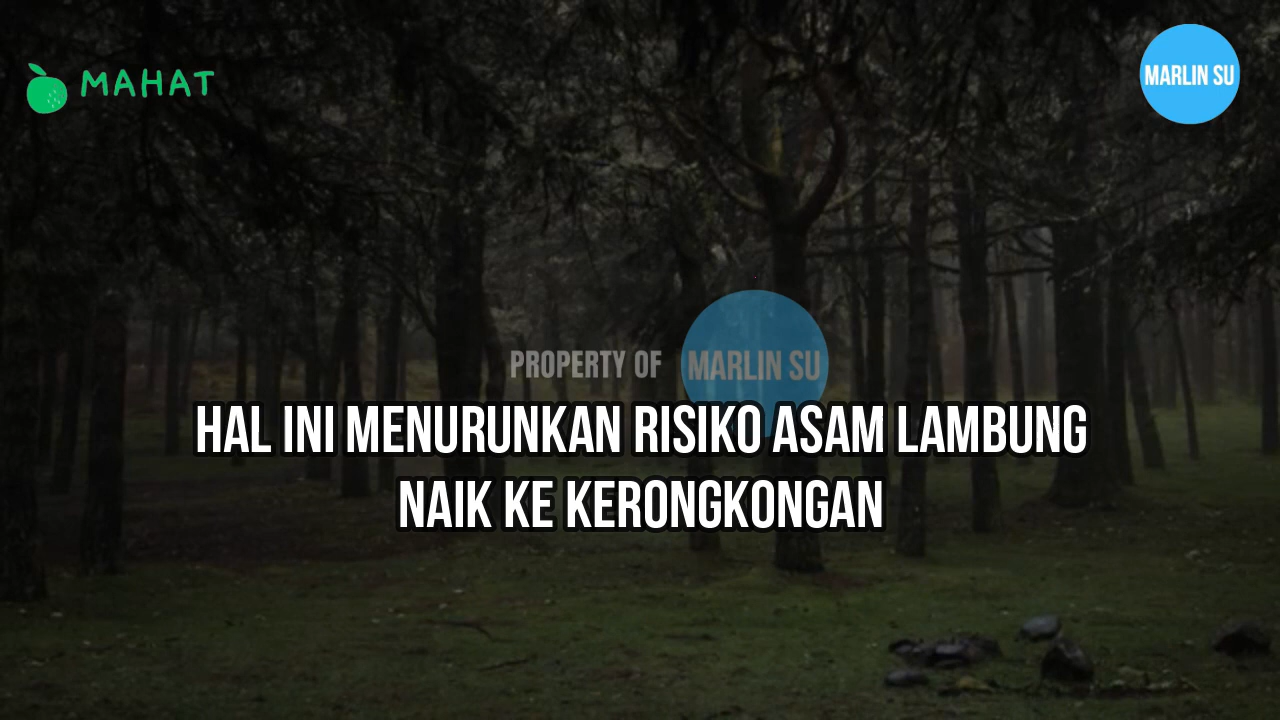 MAHAT
MARLIN SU
PROPERTY OF MARLIN SU
HAL INI MENURUNKAN RISIKO ASAM LAMBUNG
NAIK KE KERONGKONGAN